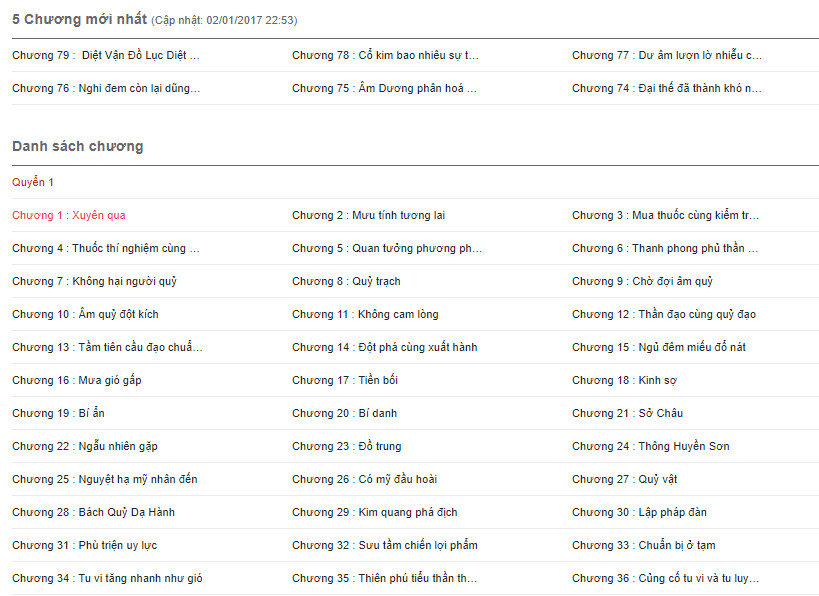 5 Chương mới nhất (Cập nhật: 02/01/2017 22:53)
Chương 79 : Diệt Vận Đồ Lục Diệt ...
Chương 78 : Cổ kim bao nhiêu sự t...
Chương 77 : Dư âm lượn lờ nhiễu c...
Chương 76 : Nghi đem còn lại dũng...
Chương 75 : Âm Dương phản hoá ...
Chương 74 : Đại thế đã thành khó n...
Danh sách chương
Quyển 1
Chương 1 : Xuyên qua
Chương 2 : Mưu tính tương lai
Chương 3 : Mua thuốc cùng kiểm tr...
Chương 4 : Thuốc thí nghiệm cùng ...
Chương 5 : Quan tưởng phương ph...
Chương 6 : Thanh phong phủ thần ...
Chương 7 : Không hại người quỷ
Chương 8 : Quỷ trạch
Chương 9 : Chờ đợi âm quỷ
Chương 10 : Âm quỷ đột kích
Chương 11 : Không cam lòng
Chương 12 : Thần đạo cùng quỷ đạo
Chương 13 : Tầm tiên cầu đạo chuẩ...
Chương 14 : Đột phá cùng xuất hành
Chương 15 : Ngủ đêm miếu đổ nát
Chương 16 : Mưa gió gấp
Chương 17 : Tiền bối
Chương 18 : Kinh sợ
Chương 19 : Bí ẩn
Chương 20 : Bí danh
Chương 21 : Sở Châu
Chương 22 : Ngẫu nhiên gặp
Chương 23 : Đồ trung
Chương 24 : Thông Huyền Sơn
Chương 25 : Nguyệt hạ mỹ nhân đến
Chương 26 : Có mỹ đầu hoài
Chương 27 : Quỷ vật
Chương 28 : Bách Quỷ Dạ Hành
Chương 29 : Kim quang phá địch
Chương 30 : Lập pháp đàn
Chương 31 : Phù triện uy lực
Chương 32 : Sưu tầm chiến lợi phẩm
Chương 33 : Chuẩn bị ở tạm
Chương 34 : Tu vi tăng nhanh như gió
Chương 35 : Thiên phú tiểu thần th...
Chương 36 : Củng cố tu vi và tu luy...